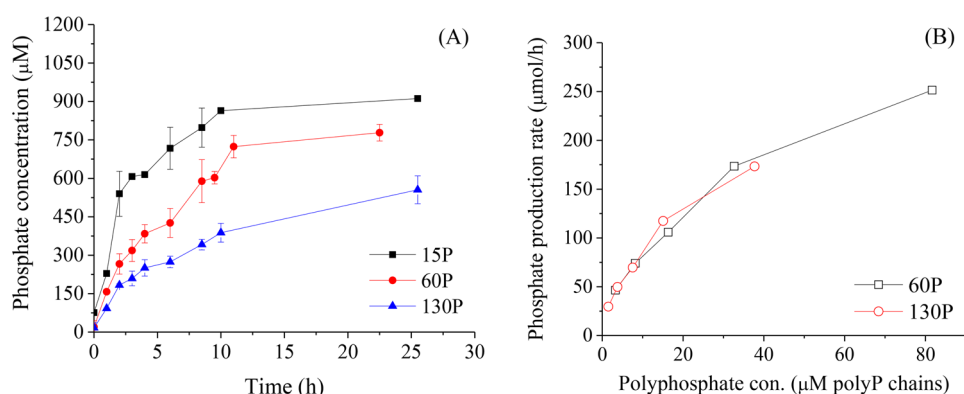 (A)
Phosphate concentration (μM)
1200
1050
900
750
600
450
300
150
0
0
5
10
15
20
25
30
Time (h)
15P
60P
130P
(B)
Phosphate production rate (μmol/h)
300
250
200
150
100
50
0
0
20
40
60
80
Polyphosphate con. (μM polyP chains)
60P
130P